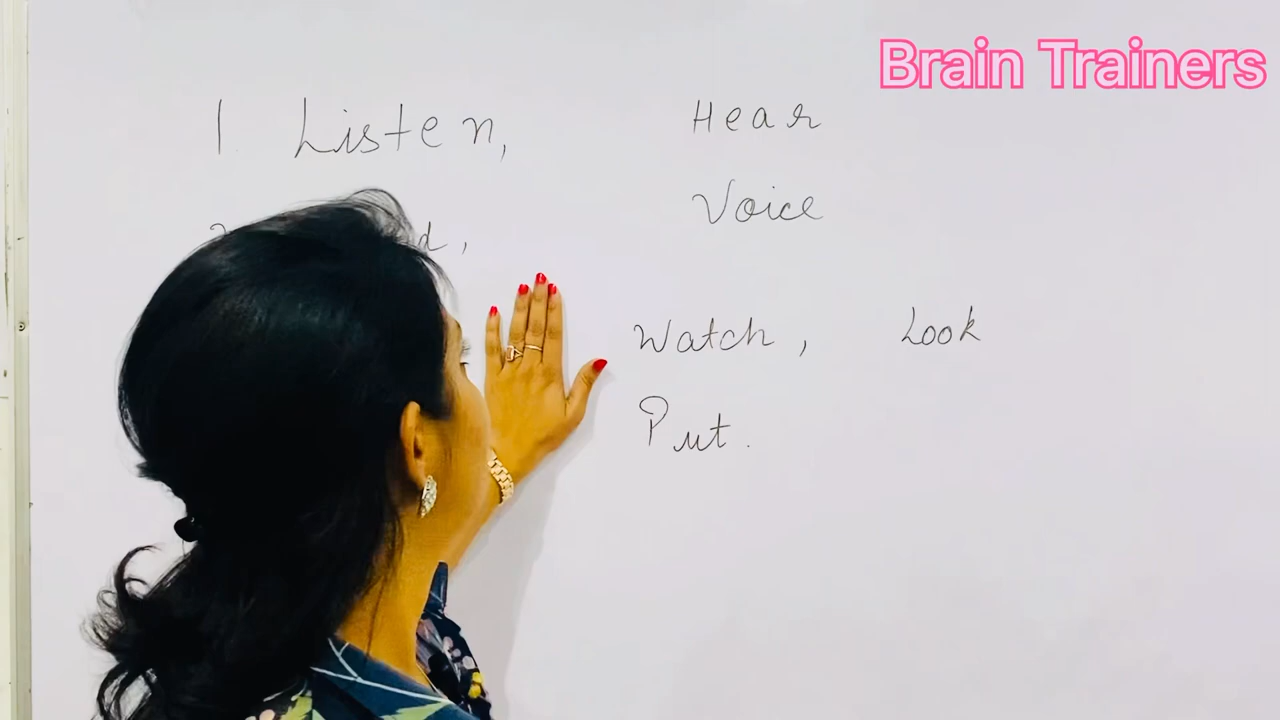 Brain Trainers
1 Listen, Hear
Voice
Watch, Look
Put.